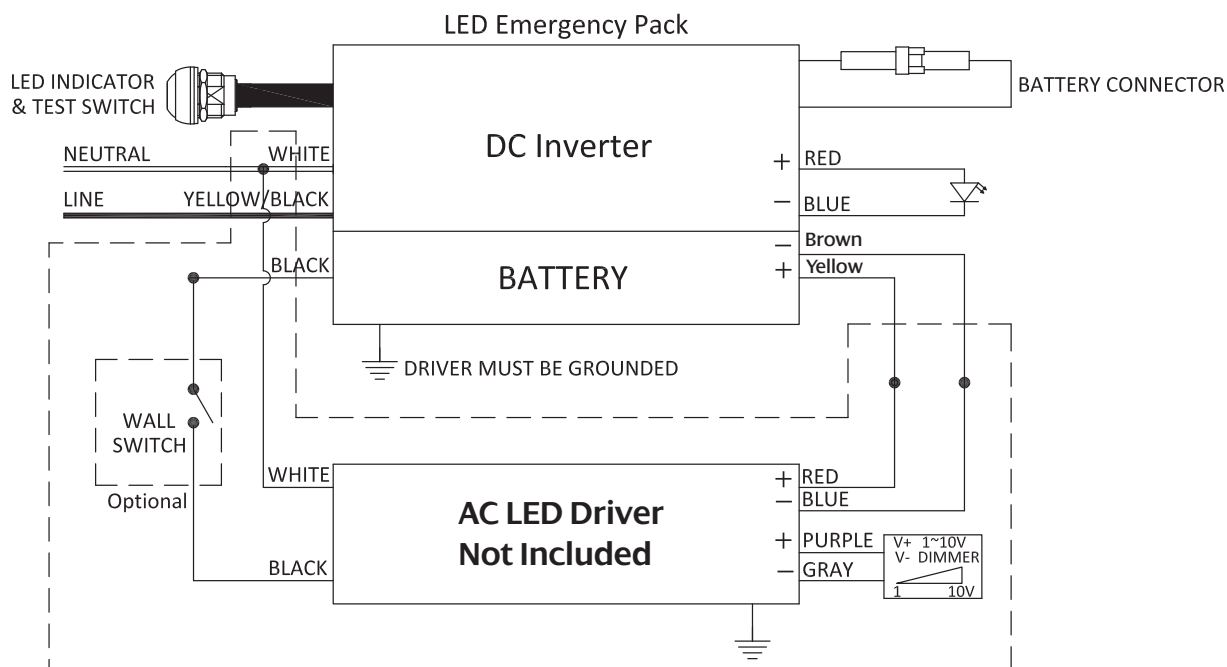 LED Emergency Pack
LED INDICATOR
& TEST SWITCH
BATTERY CONNECTOR
DC Inverter
NEUTRAL
WHITE
LINE
YELLOW/BLACK
+ RED
− BLUE
− Brown
+ Yellow
BLACK
BATTERY
DRIVER MUST BE GROUNDED
WALL
SWITCH
Optional
WHITE
BLACK
AC LED Driver
Not Included
+ RED
− BLUE
+ PURPLE
− GRAY
V+ 1~10V
V- DIMMER
1 10V